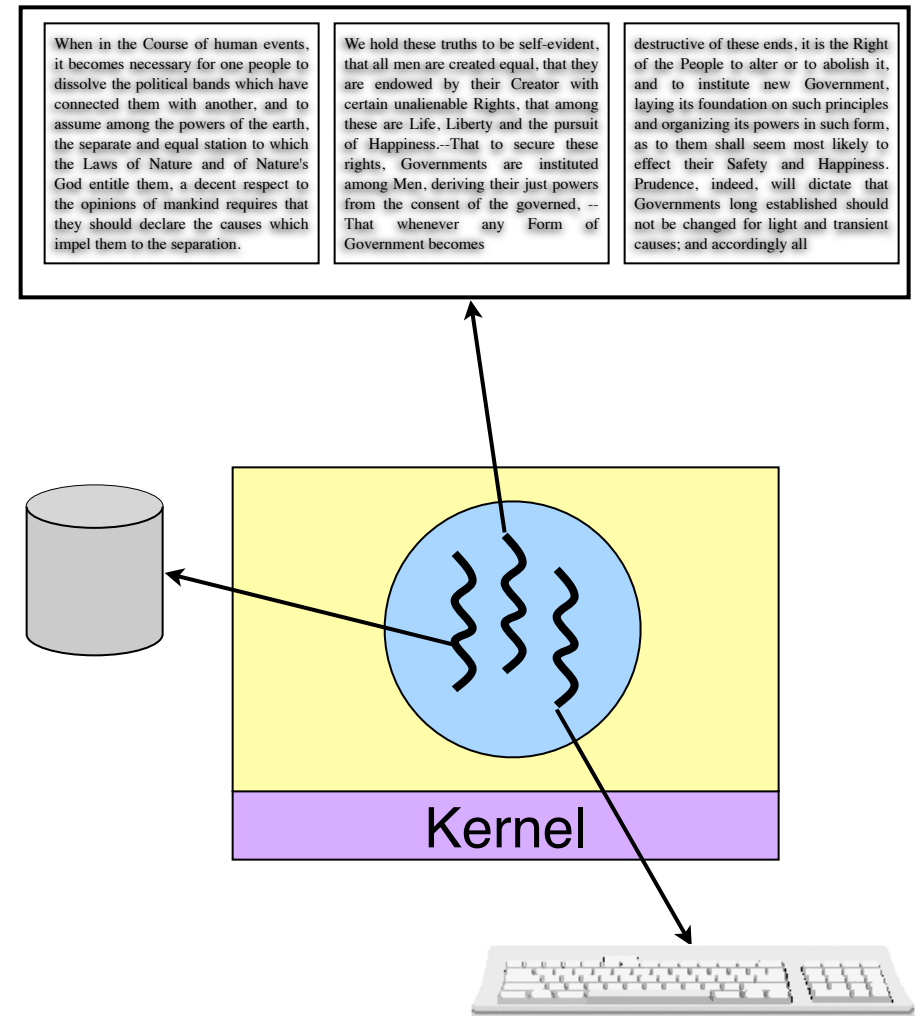 When in the Course of human events,
it becomes necessary for one people to
dissolve the political bands which have
connected them with another, and to
assume among the powers of the earth,
the separate and equal station to which
the Laws of Nature and of Nature's
God entitle them, a decent respect to
the opinions of mankind requires that
they should declare the causes which
impel them to the separation.
We hold these truths to be self-evident,
that all men are created equal, that they
are endowed by their Creator with
certain unalienable Rights, that among
these are Life, Liberty and the pursuit
of Happiness.--That to secure these
rights, Governments are instituted
among Men, deriving their just powers
from the consent of the governed, --
That whenever any Form of
Government becomes
destructive of these ends, it is the Right
of the People to alter or to abolish it,
and to institute new Government,
laying its foundation on such principles
and organizing its powers in such form,
as to them shall seem most likely to
effect their Safety and Happiness.
Prudence, indeed, will dictate that
Governments long established should
not be changed for light and transient
causes; and accordingly all
Kernel